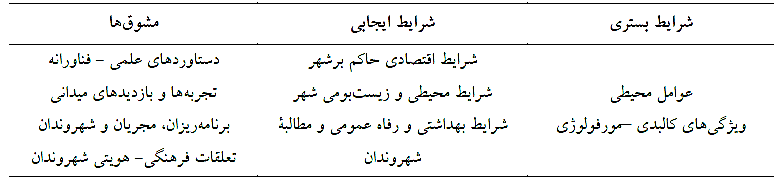 شرایط بستری	شرایط ایجابی	مشوق‌ها
شرایط اقتصادی حاکم برشهر	دستاوردهای علمی - فناورانه
عوامل محیطی	شرایط محیطی و زیست‌بومی شهر	تجربه‌ها و بازدیدهای میدانی
ویژگی‌های کالبدی –مورفولوژی	شرایط بهداشتی و رفاه عمومی و مطالبۀ	برنامه‌ریزان، مجریان و شهروندان
شهروندان	تعلقات فرهنگی- هویتی شهروندان